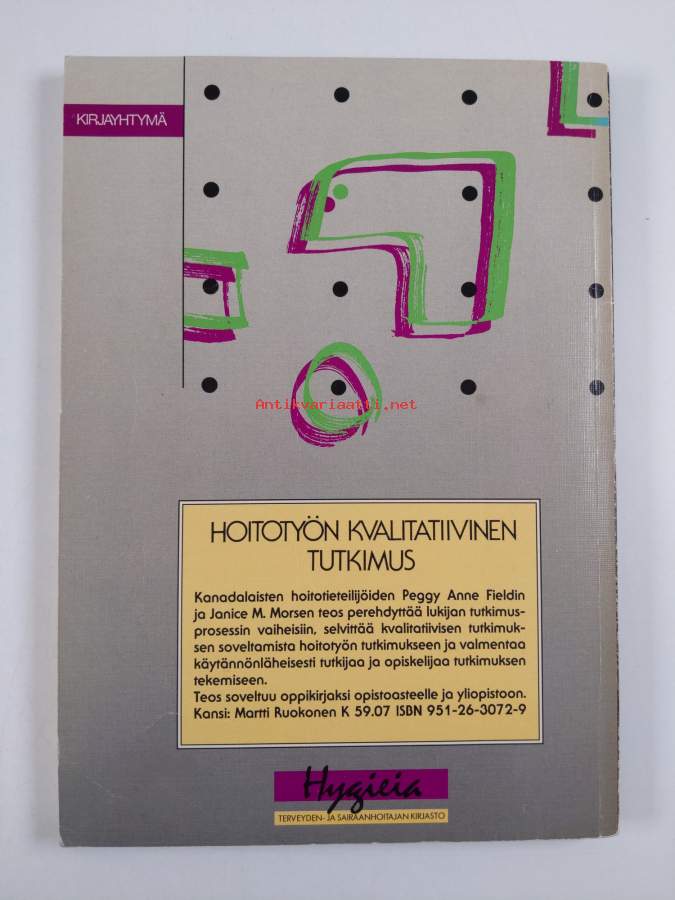 KIRJAYHTYMÄ
Antikvariaatti.net
HOITOTYÖN KVALITATIIVINEN
TUTKIMUS
Kanadalaisten hoitotieteilijöiden Peggy Anne Fieldin
ja Janice M. Morsen teos perehdyttää lukijan tutkimus-
prosessin vaiheisiin, selvittää kvalitatiivisen tutkimuk-
sen soveltamista hoitotyön tutkimukseen ja valmentaa
käytännönläheisesti tutkijaa ja opiskelijaa tutkimuksen
tekemiseen.
Teos soveltuu oppikirjaksi opistoasteelle ja yliopistoon.
Kansi: Martti Ruokonen K 59.07 ISBN 951-26-3072-9
Hygieia
TERVEYDEN- JA SAIRAANHOITAJAN KIRJASTO